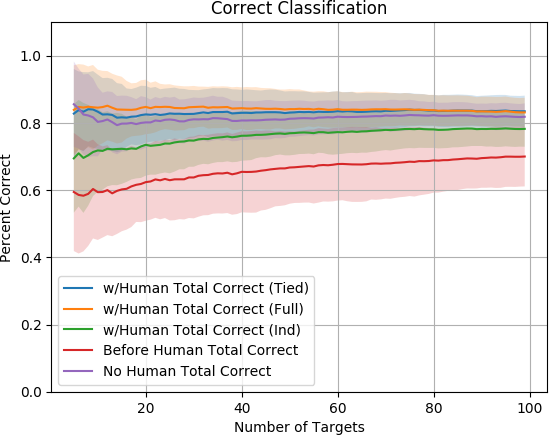 Correct Classification
Percent Correct
1.0
0.8
0.6
0.4
0.2
0.0
w/Human Total Correct (Tied)
w/Human Total Correct (Full)
w/Human Total Correct (Ind)
Before Human Total Correct
No Human Total Correct
20 40 60 80 100
Number of Targets